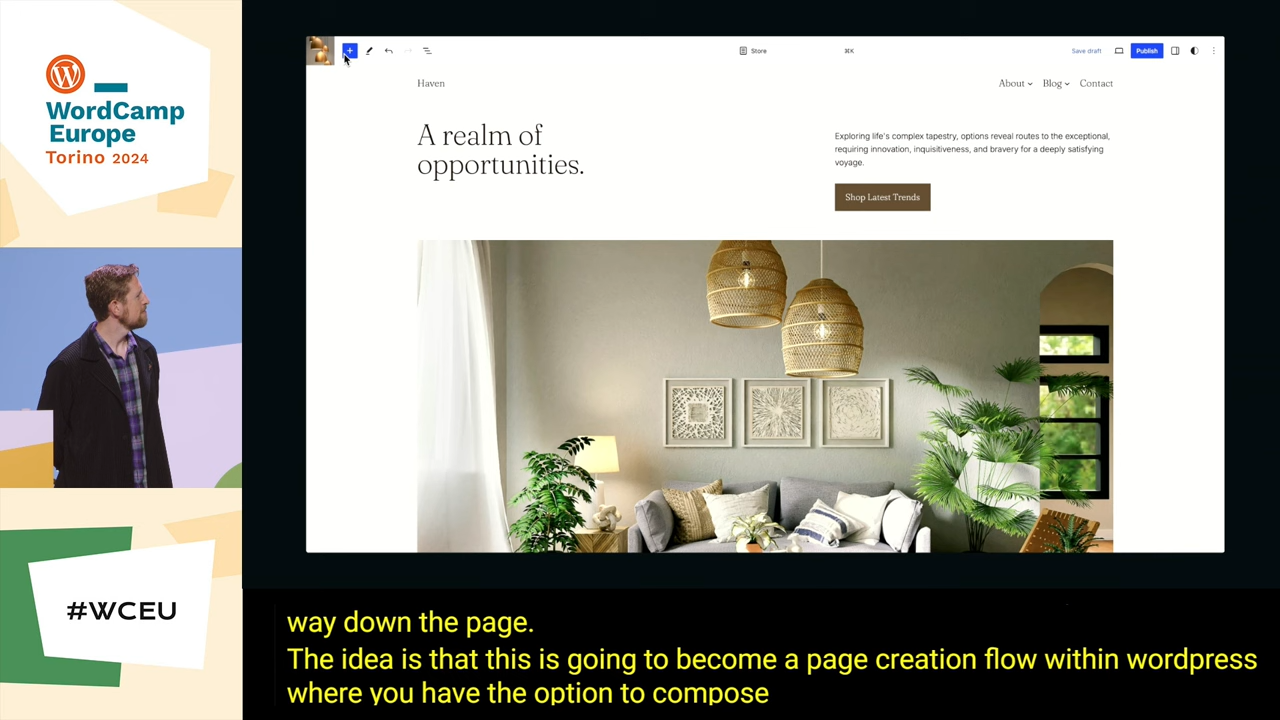 WordCamp
Europe
Torino 2024
#WCEU
Store
⌘K
Save draft
Publish
Haven
About
Blog
Contact
A realm of
opportunities.
Exploring life's complex tapestry, options reveal routes to the exceptional,
requiring innovation, inquisitiveness, and bravery for a deeply satisfying
voyage.
Shop Latest Trends
way down the page.
The idea is that this is going to become a page creation flow within wordpress
where you have the option to compose